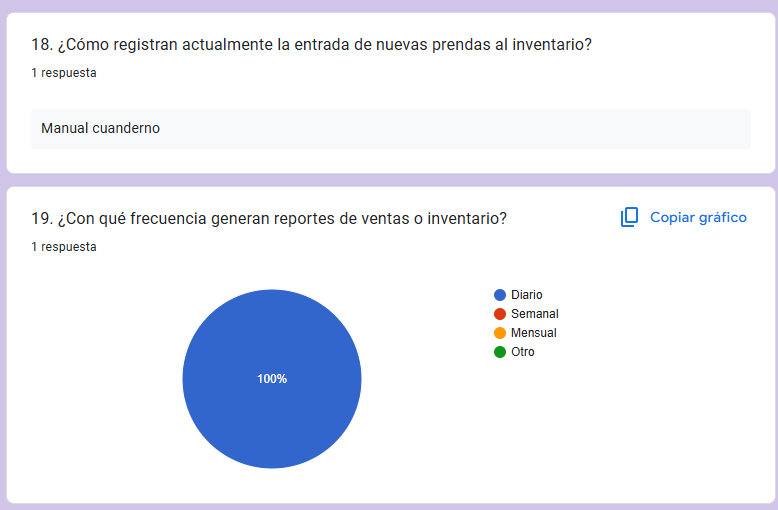 18. ¿Cómo registran actualmente la entrada de nuevas prendas al inventario?
1 respuesta
Manual cuanderno
19. ¿Con qué frecuencia generan reportes de ventas o inventario?
Copiar gráfico
1 respuesta
100%
Diario
Semanal
Mensual
Otro